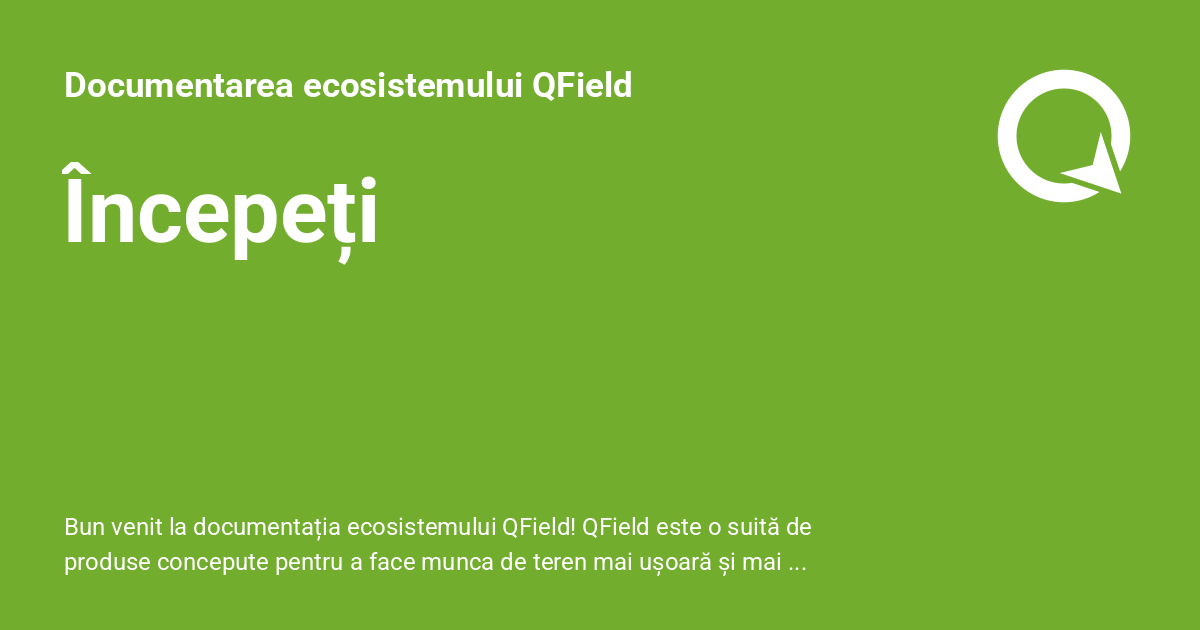 Documentarea ecosistemului QField
Începeți
Bun venit la documentația ecosistemului QField! QField este o suită de
produse concepute pentru a face munca de teren mai ușoară și mai ...